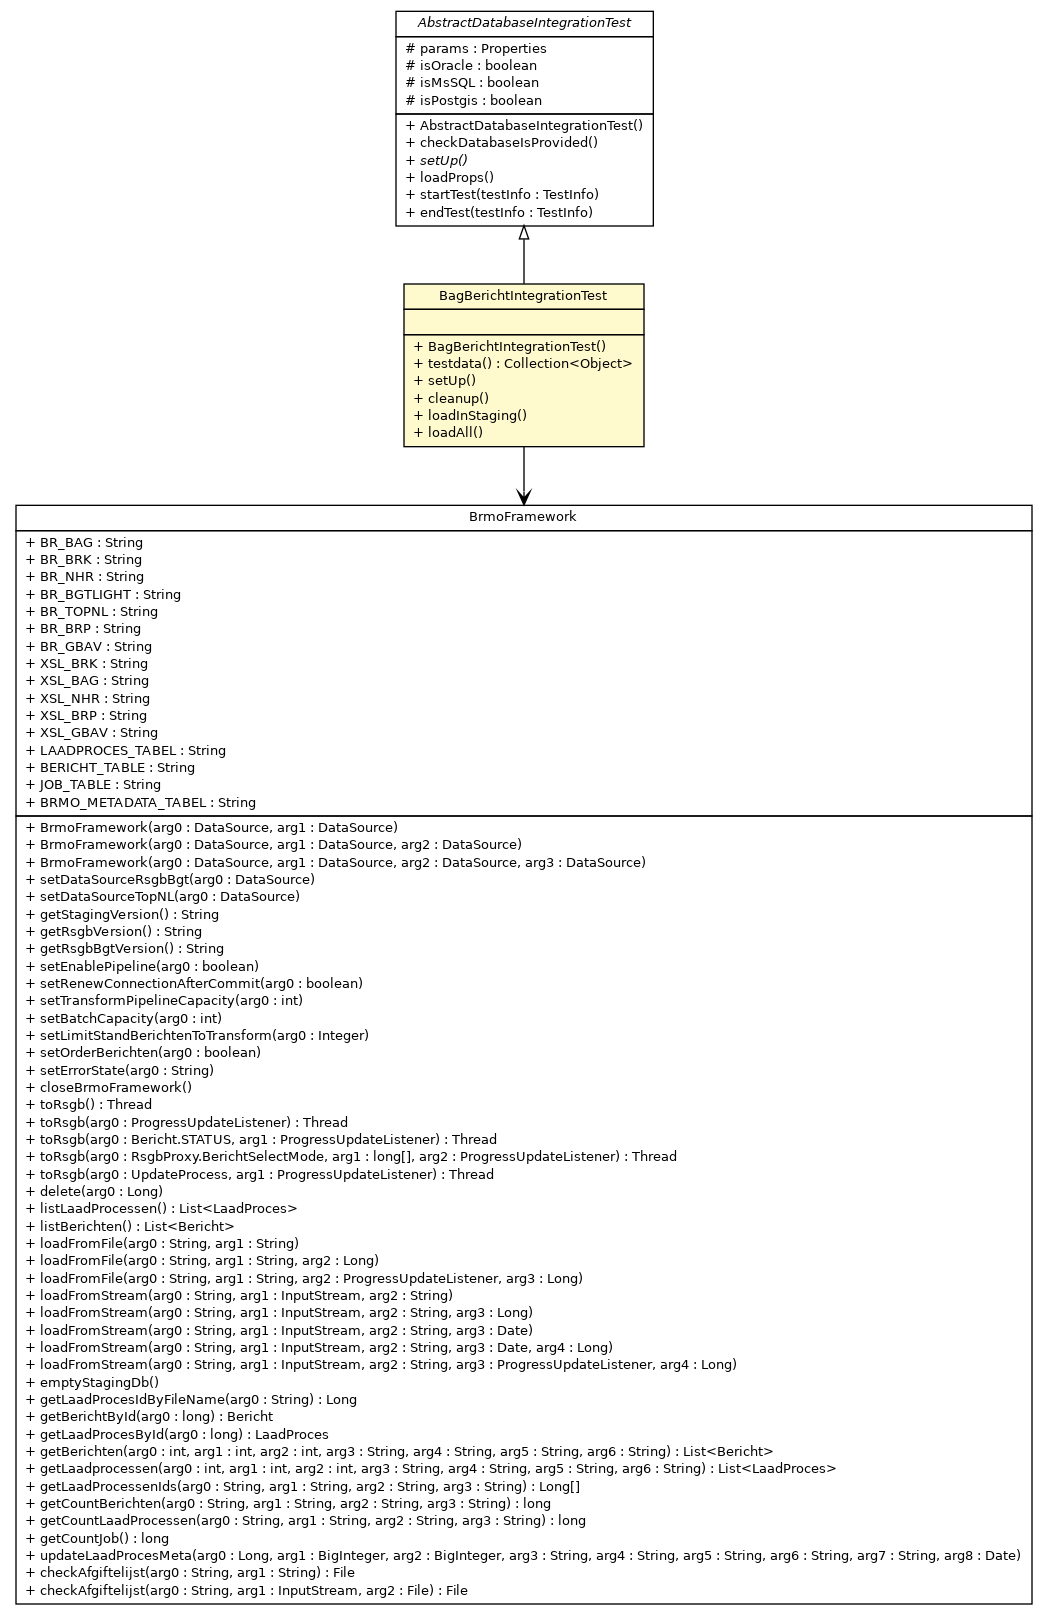 AbstractDatabaseIntegrationTest
# params : Properties
# isOracle : boolean
# isMsSQL : boolean
# isPostgis : boolean
+ AbstractDatabaseIntegrationTest()
+ checkDatabaseIsProvided()
+ setUp()
+ loadProps()
+ startTest(testInfo : TestInfo)
+ endTest(testInfo : TestInfo)
BagBerichtIntegrationTest
+ BagBerichtIntegrationTest()
+ testdata() : Collection<Object>
+ setUp()
+ cleanup()
+ loadInStaging()
+ loadAll()
BrmoFramework
+ BR_BAG : String
+ BR_BRK : String
+ BR_NHR : String
+ BR_BGTLIGHT : String
+ BR_TOPNL : String
+ BR_BRP : String
+ BR_GBAV : String
+ XSL_BRK : String
+ XSL_BAG : String
+ XSL_NHR : String
+ XSL_BRP : String
+ XSL_GBAV : String
+ LAADPROCES_TABEL : String
+ BERICHT_TABLE : String
+ JOB_TABLE : String
+ BRMO_METADATA_TABEL : String
+ BrmoFramework(arg0 : DataSource, arg1 : DataSource)
+ BrmoFramework(arg0 : DataSource, arg1 : DataSource, arg2 : DataSource)
+ BrmoFramework(arg0 : DataSource, arg1 : DataSource, arg2 : DataSource, arg3 : DataSource)
+ setDataSourceRsgbBgt(arg0 : DataSource)
+ setDataSourceTopNL(arg0 : DataSource)
+ getStagingVersion() : String
+ getRsgbVersion() : String
+ getRsgbBgtVersion() : String
+ setEnablePipeline(arg0 : boolean)
+ setRenewConnectionAfterCommit(arg0 : boolean)
+ setTransformPipelineCapacity(arg0 : int)
+ setBatchCapacity(arg0 : int)
+ setLimitStandBerichtenToTransform(arg0 : Integer)
+ setOrderBerichten(arg0 : boolean)
+ setErrorState(arg0 : String)
+ closeBrmoFramework()
+ toRsgb() : Thread
+ toRsgb(arg0 : ProgressUpdateListener) : Thread
+ toRsgb(arg0 : Bericht.STATUS, arg1 : ProgressUpdateListener) : Thread
+ toRsgb(arg0 : RsgbProxy.BerichtSelectMode, arg1 : long[], arg2 : ProgressUpdateListener) : Thread
+ toRsgb(arg0 : UpdateProcess, arg1 : ProgressUpdateListener) : Thread
+ delete(arg0 : Long)
+ listLaadProcessen() : List<LaadProces>
+ listBerichten() : List<Bericht>
+ loadFromFile(arg0 : String, arg1 : String)
+ loadFromFile(arg0 : String, arg1 : String, arg2 : Long)
+ loadFromFile(arg0 : String, arg1 : String, arg2 : ProgressUpdateListener, arg3 : Long)
+ loadFromStream(arg0 : String, arg1 : InputStream, arg2 : String)
+ loadFromStream(arg0 : String, arg1 : InputStream, arg2 : String, arg3 : Long)
+ loadFromStream(arg0 : String, arg1 : InputStream, arg2 : String, arg3 : Date)
+ loadFromStream(arg0 : String, arg1 : InputStream, arg2 : String, arg3 : Date, arg4 : Long)
+ loadFromStream(arg0 : String, arg1 : InputStream, arg2 : String, arg3 : ProgressUpdateListener, arg4 : Long)
+ emptyStagingDb()
+ getLaadProcesIdByFileName(arg0 : String) : Long
+ getBerichtById(arg0 : long) : Bericht
+ getLaadProcesById(arg0 : long) : LaadProces
+ getBerichten(arg0 : int, arg1 : int, arg2 : int, arg3 : String, arg4 : String, arg5 : String, arg6 : String) : List<Bericht>
+ getLaadprocessen(arg0 : int, arg1 : int, arg2 : int, arg3 : String, arg4 : String, arg5 : String, arg6 : String) : List<LaadProces>
+ getLaadProcessenIds(arg0 : String, arg1 : String, arg2 : String, arg3 : String) : Long[]
+ getCountBerichten(arg0 : String, arg1 : String, arg2 : String, arg3 : String) : long
+ getCountLaadProcessen(arg0 : String, arg1 : String, arg2 : String, arg3 : String) : long
+ getCountJob() : long
+ updateLaadProcesMeta(arg0 : Long, arg1 : BigInteger, arg2 : BigInteger, arg3 : String, arg4 : String, arg5 : String, arg6 : String, arg7 : String, arg8 : Date)
+ checkAfgiftelijst(arg0 : String, arg1 : String) : File
+ checkAfgiftelijst(arg0 : String, arg1 : InputStream, arg2 : File) : File